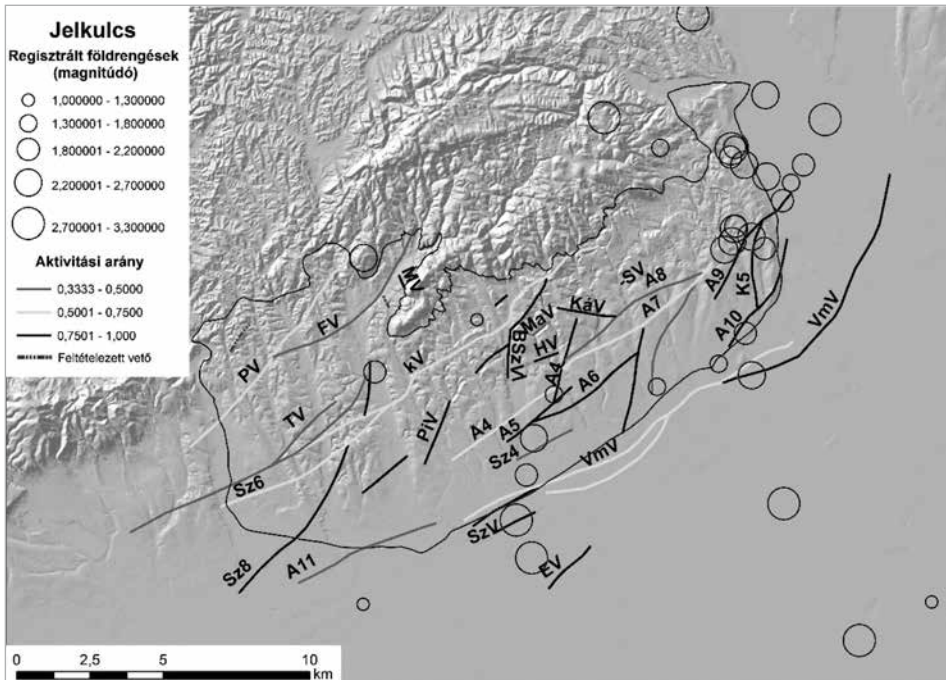 Jelkulcs
Regisztrált földrengések
(magnitúdó)
1,000000 - 1,300000
1,300001 - 1,800000
1,800001 - 2,200000
2,200001 - 2,700000
2,700001 - 3,300000
Aktivitási arány
0,3333 - 0,5000
0,5001 - 0,7500
0,7501 - 1,000
Feltételezett vető
MV
SV
A8
A9
K5
FV
KáV
A7
VmV
MaV
A10
PV
kV
VIzSB
HV
A4
A6
TV
PiV
A4
A5
Sz4
VmV
Sz6
SzV
Sz8
A11
EV
0 2,5 5 10
km